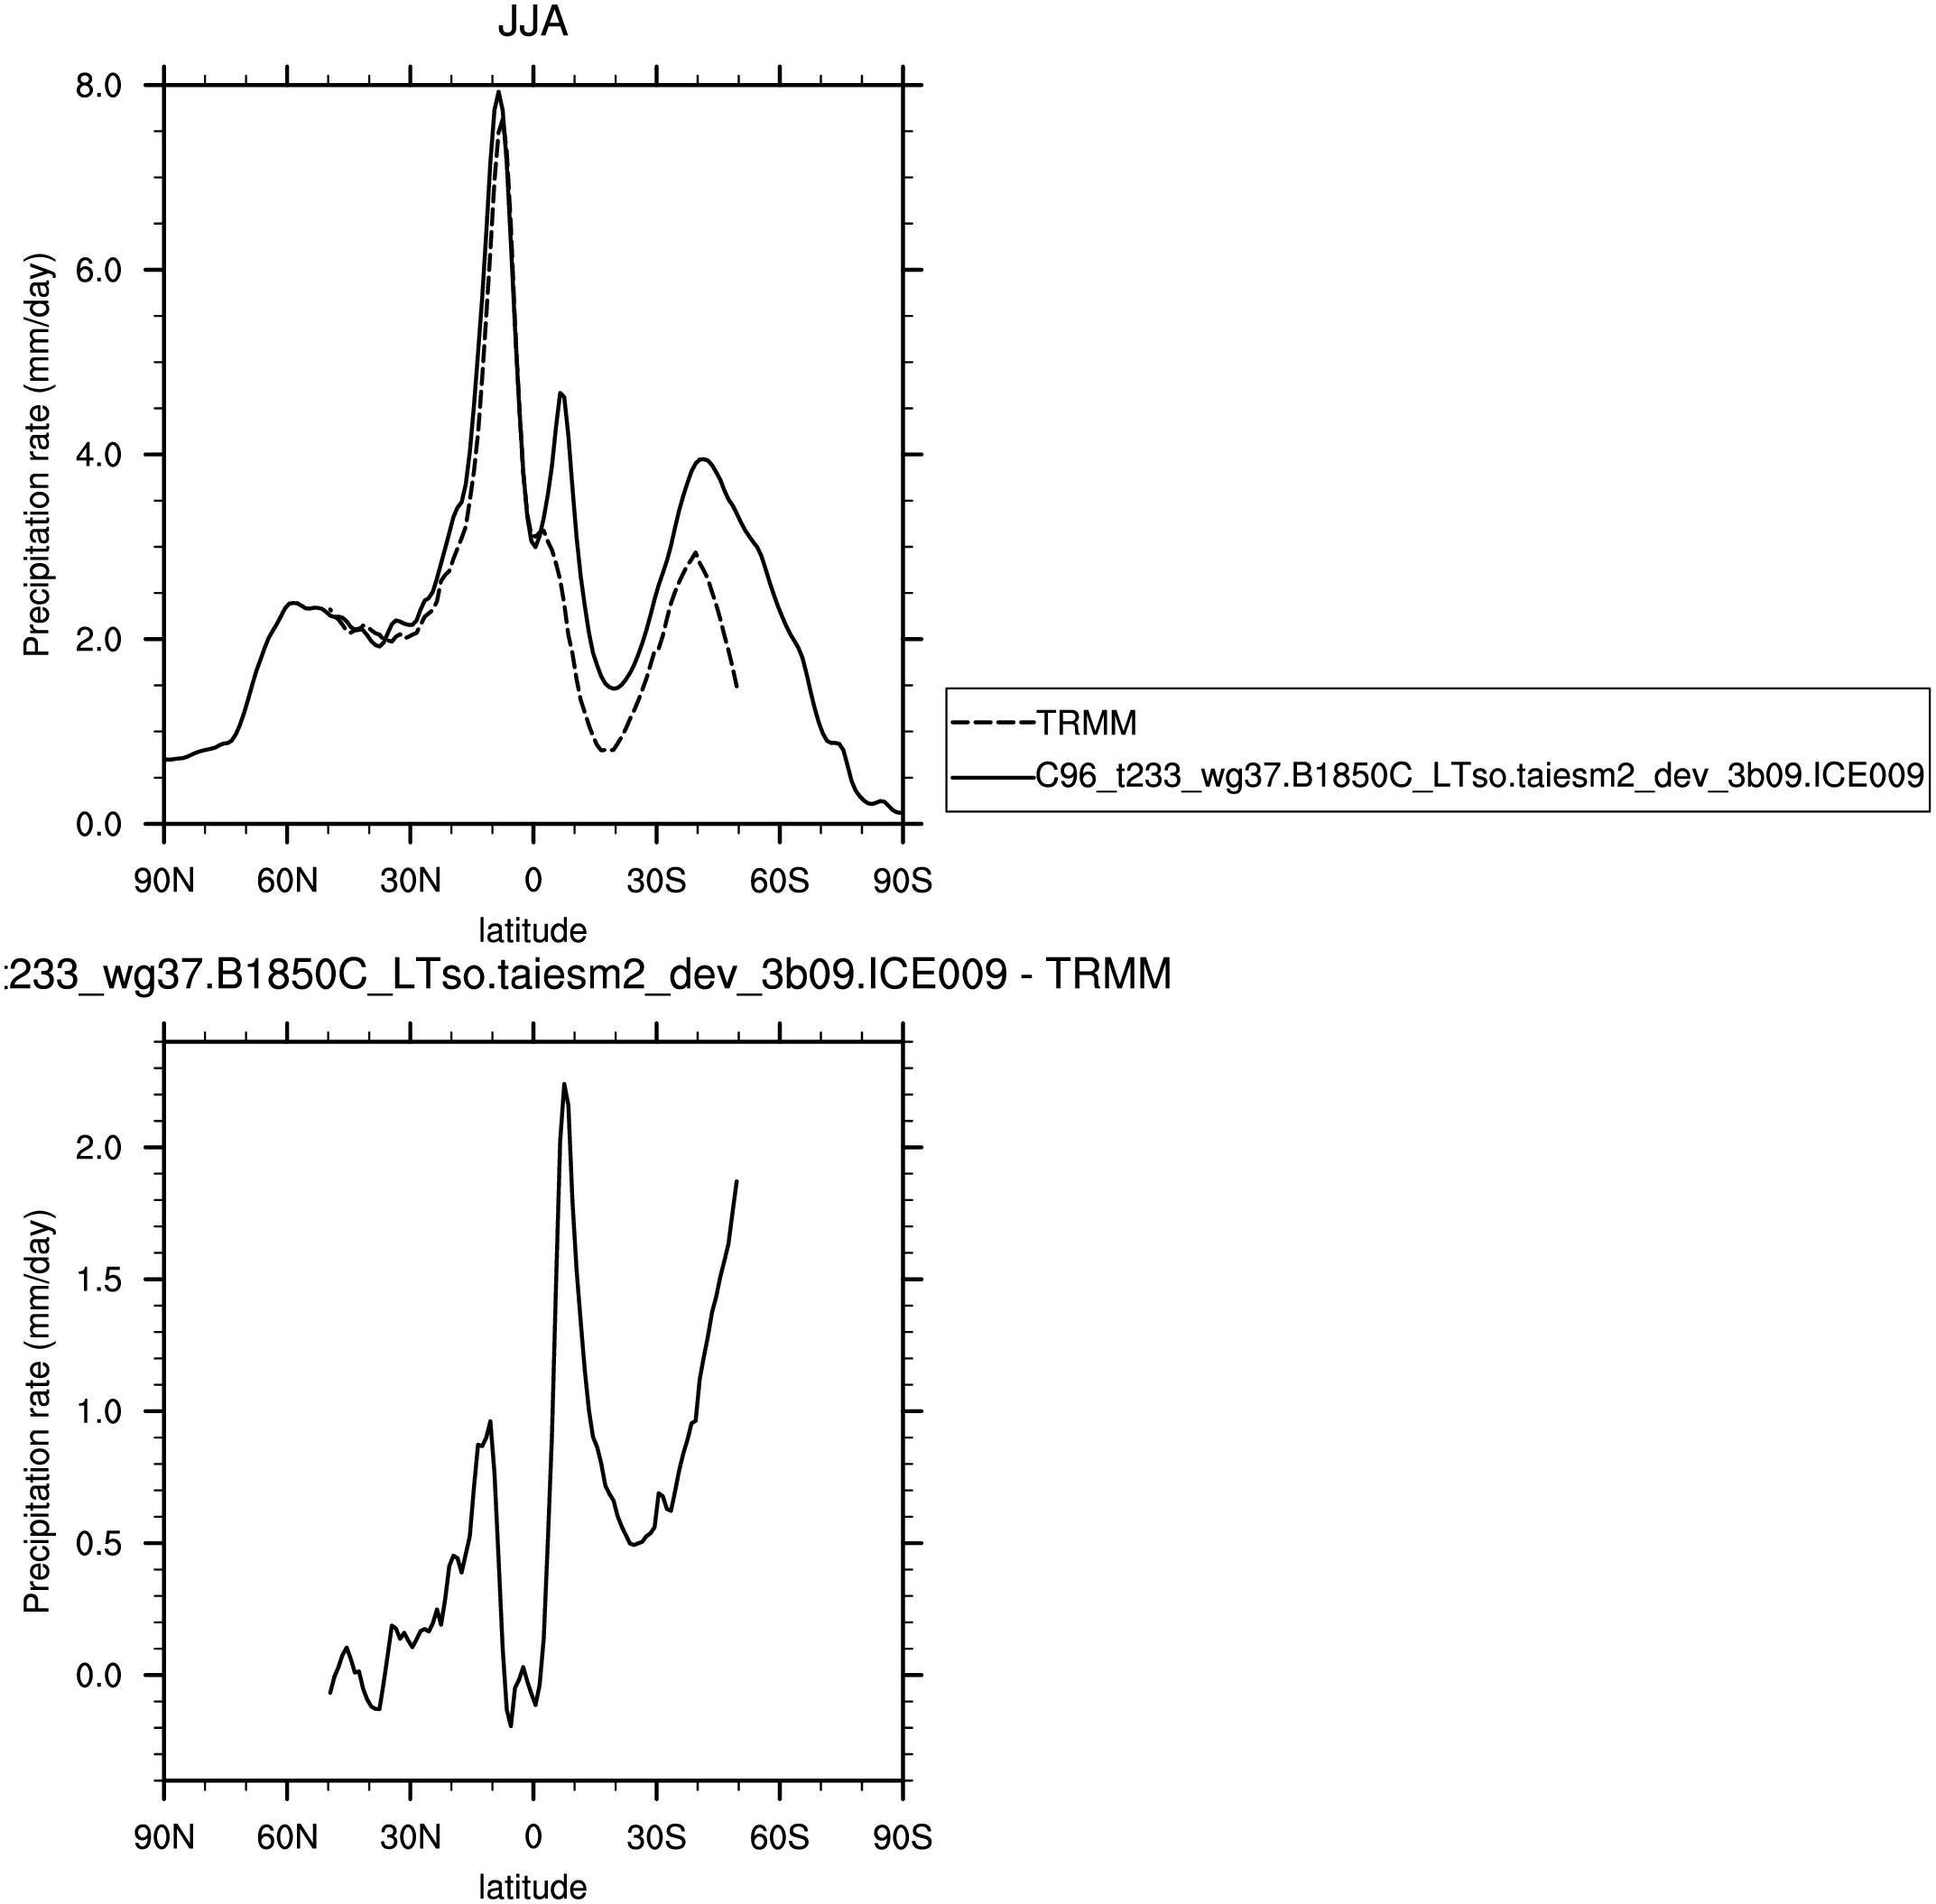 JJA
Precipitation rate (mm/day)
8.0
6.0
4.0
2.0
0.0
90N 60N 30N 0 30S 60S 90S
latitude
TRMM
C96_t233_wg37.B1850C_LTso.taiesm2_dev_3b09.ICE009
:233_wg37.B1850C_LTso.taiesm2_dev_3b09.ICE009 - TRMM
Precipitation rate (mm/day)
2.0
1.5
1.0
0.5
0.0
90N 60N 30N 0 30S 60S 90S
latitude